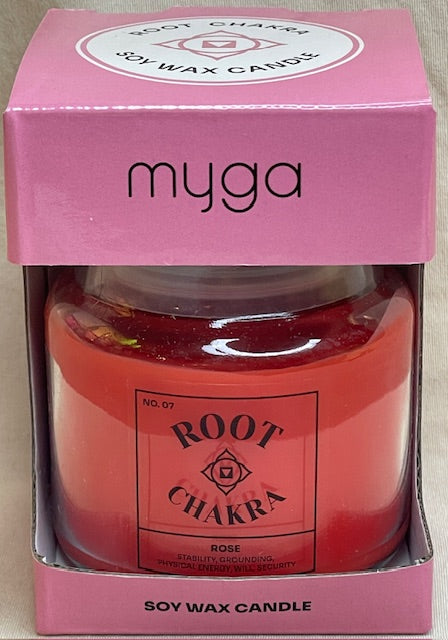 ROOT CHAKRA
SOY WAX CANDLE
myga
NO. 07
ROOT
CHAKRA
ROSE
STABILITY, GROUNDING,
PHYSICAL ENERGY, WILL, SECURITY
SOY WAX CANDLE